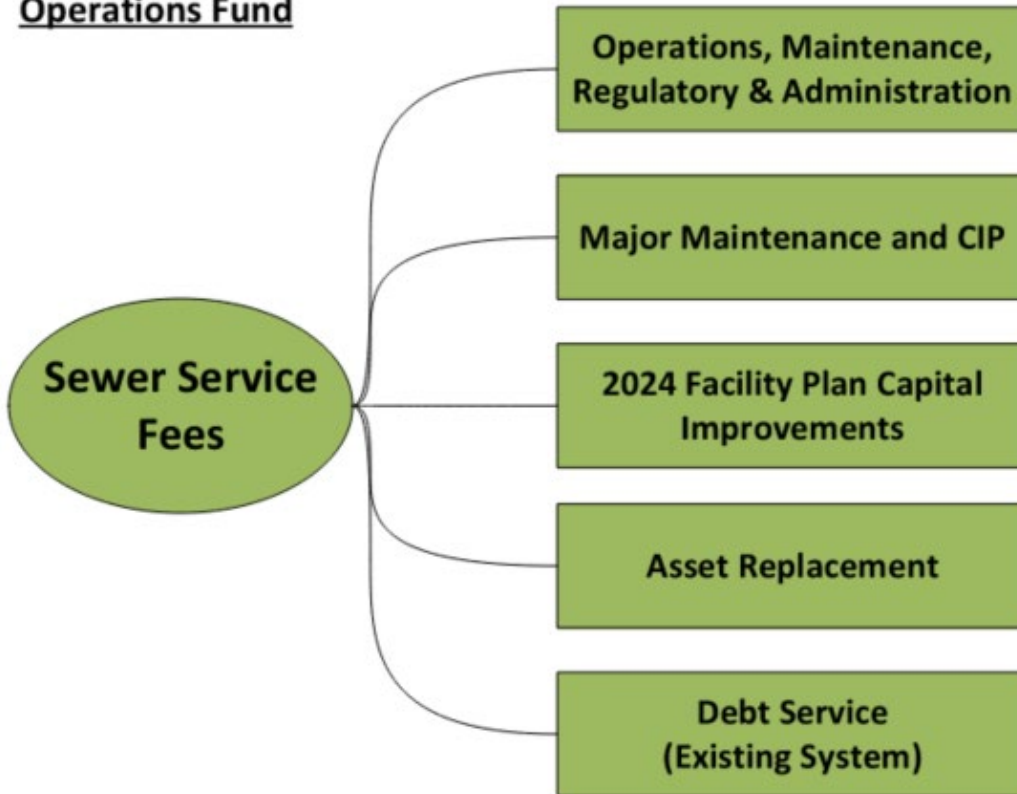 Operations Fund
Operations, Maintenance,
Regulatory & Administration
Major Maintenance and CIP
Sewer Service
Fees
2024 Facility Plan Capital
Improvements
Asset Replacement
Debt Service
(Existing System)